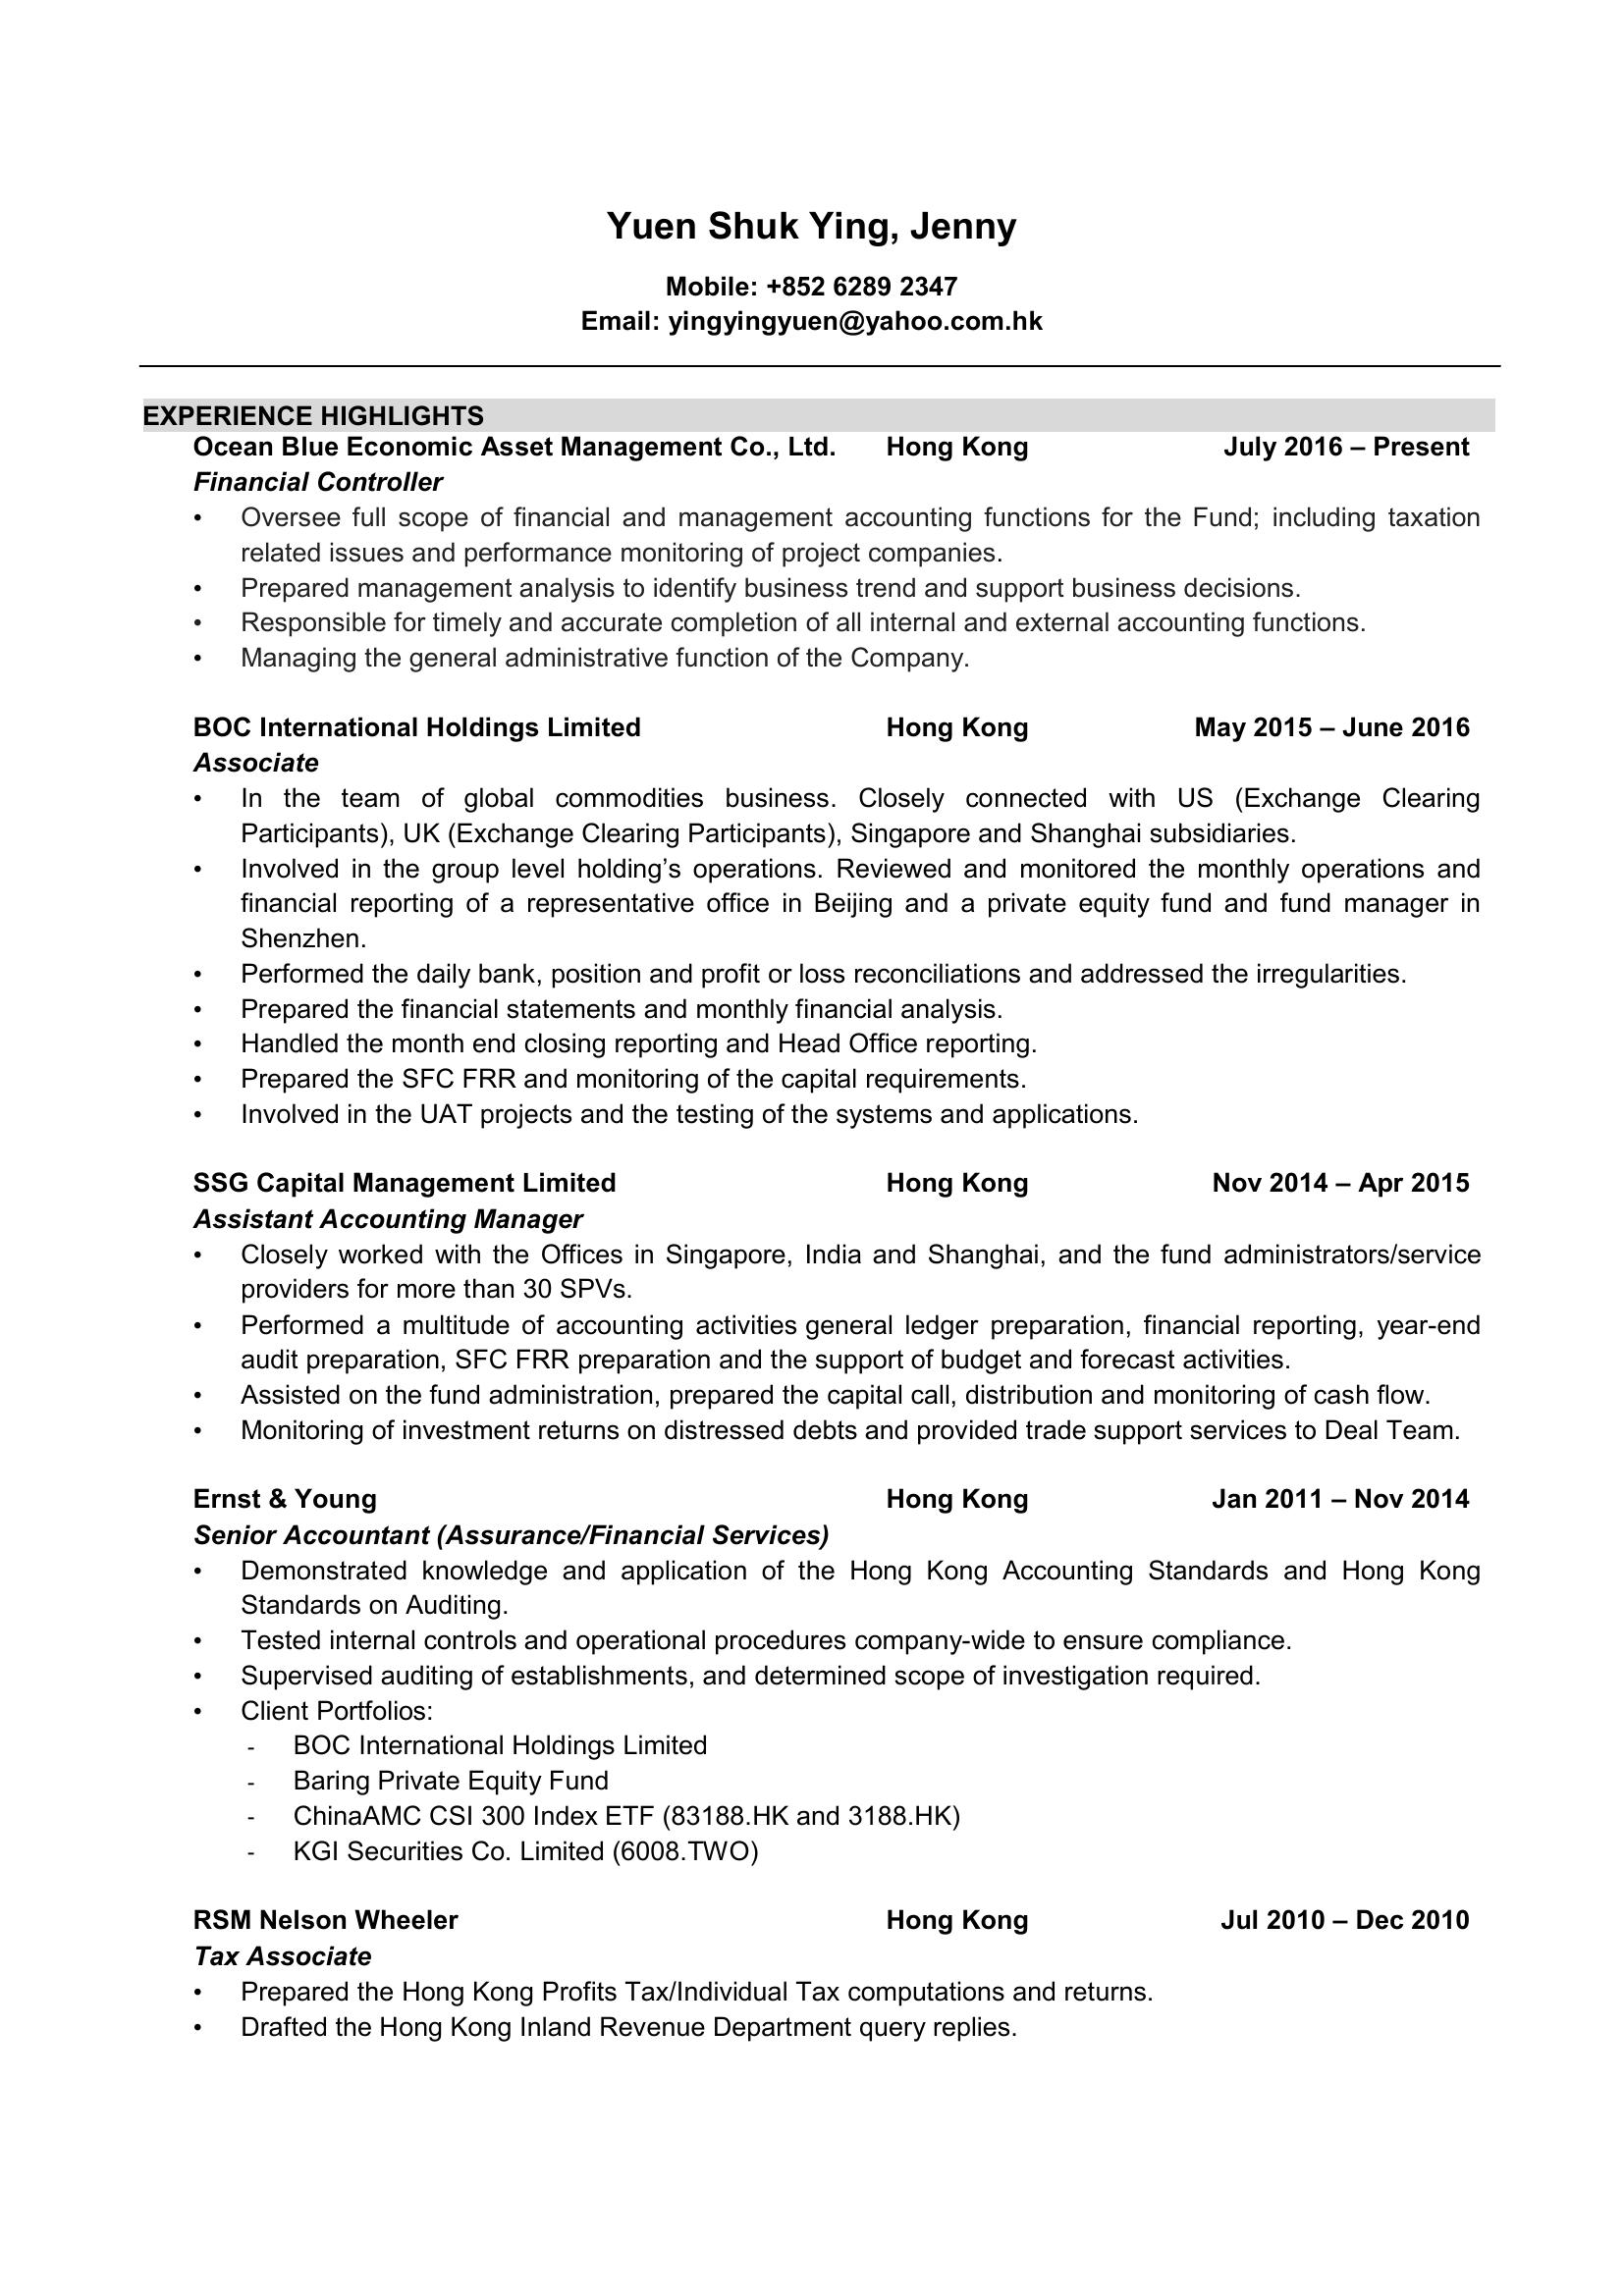 Yuen Shuk Ying, Jenny
Mobile: +852 6289 2347
Email: yingyingyuen@yahoo.com.hk
EXPERIENCE HIGHLIGHTS
Ocean Blue Economic Asset Management Co., Ltd. Hong Kong July 2016 – Present
Financial Controller
• Oversee full scope of financial and management accounting functions for the Fund; including taxation
related issues and performance monitoring of project companies.
• Prepared management analysis to identify business trend and support business decisions.
• Responsible for timely and accurate completion of all internal and external accounting functions.
• Managing the general administrative function of the Company.
BOC International Holdings Limited Hong Kong May 2015 – June 2016
Associate
• In the team of global commodities business. Closely connected with US (Exchange Clearing
Participants), UK (Exchange Clearing Participants), Singapore and Shanghai subsidiaries.
• Involved in the group level holding’s operations. Reviewed and monitored the monthly operations and
financial reporting of a representative office in Beijing and a private equity fund and fund manager in
Shenzhen.
• Performed the daily bank, position and profit or loss reconciliations and addressed the irregularities.
• Prepared the financial statements and monthly financial analysis.
• Handled the month end closing reporting and Head Office reporting.
• Prepared the SFC FRR and monitoring of the capital requirements.
• Involved in the UAT projects and the testing of the systems and applications.
SSG Capital Management Limited Hong Kong Nov 2014 – Apr 2015
Assistant Accounting Manager
• Closely worked with the Offices in Singapore, India and Shanghai, and the fund administrators/service
providers for more than 30 SPVs.
• Performed a multitude of accounting activities general ledger preparation, financial reporting, year-end
audit preparation, SFC FRR preparation and the support of budget and forecast activities.
• Assisted on the fund administration, prepared the capital call, distribution and monitoring of cash flow.
• Monitoring of investment returns on distressed debts and provided trade support services to Deal Team.
Ernst & Young Hong Kong Jan 2011 – Nov 2014
Senior Accountant (Assurance/Financial Services)
• Demonstrated knowledge and application of the Hong Kong Accounting Standards and Hong Kong
Standards on Auditing.
• Tested internal controls and operational procedures company-wide to ensure compliance.
• Supervised auditing of establishments, and determined scope of investigation required.
• Client Portfolios:
- BOC International Holdings Limited
- Baring Private Equity Fund
- ChinaAMC CSI 300 Index ETF (83188.HK and 3188.HK)
- KGI Securities Co. Limited (6008.TWO)
RSM Nelson Wheeler Hong Kong Jul 2010 – Dec 2010
Tax Associate
• Prepared the Hong Kong Profits Tax/Individual Tax computations and returns.
• Drafted the Hong Kong Inland Revenue Department query replies.